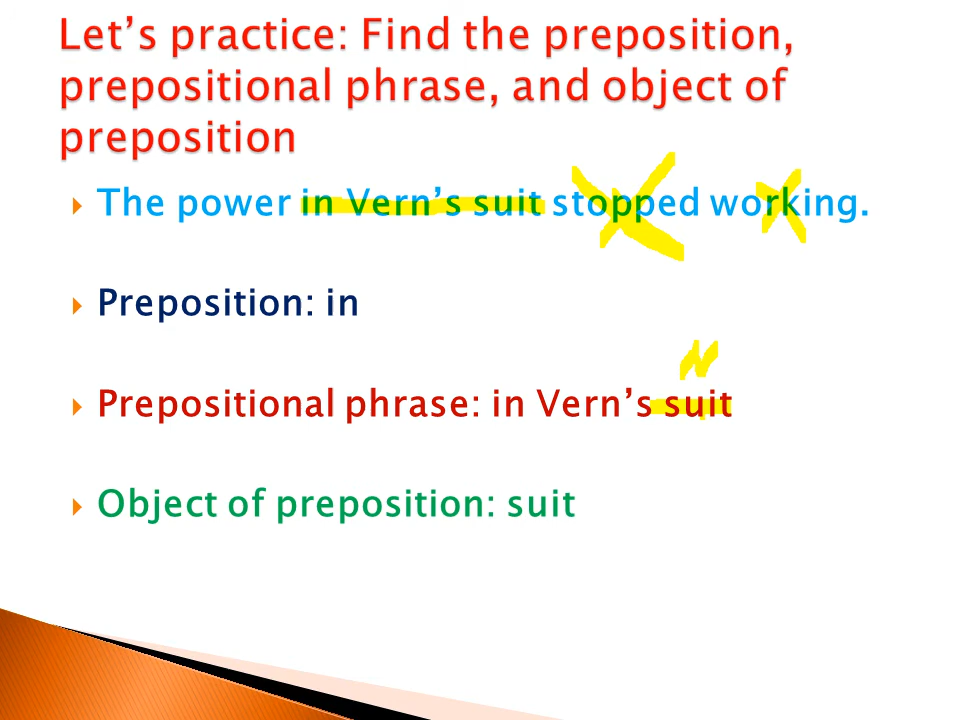 Let’s practice: Find the preposition,
prepositional phrase, and object of
preposition
The power in Vern’s suit stopped working.
Preposition: in
N
Prepositional phrase: in Vern’s suit
Object of preposition: suit